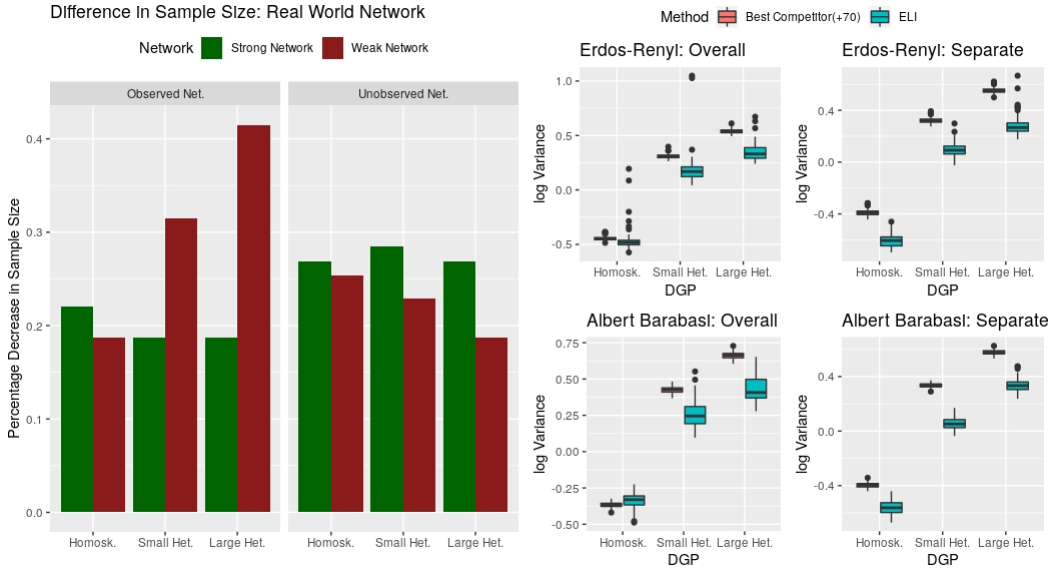 Difference in Sample Size: Real World Network
Network Strong Network Weak Network
Observed Net.
Unobserved Net.
Percentage Decrease in Sample Size
0.4
0.3
0.2
0.1
0.0
Homosk. Small Het. Large Het.
Homosk. Small Het. Large Het.
Method Best Competitor(+70) ELI
Erdos-Renyl: Overall
log Variance
1.0
0.5
0.0
-0.5
Homosk. Small Het. Large Het.
DGP
Erdos-Renyl: Separate
log Variance
0.4
0.0
-0.4
Homosk. Small Het. Large Het.
DGP
Albert Barabasl: Overall
log Variance
0.75
0.50
0.25
0.00
-0.25
-0.50
Homosk. Small Het. Large Het.
DGP
Albert Barabasl: Separate
log Variance
0.4
0.0
-0.4
Homosk. Small Het. Large Het.
DGP